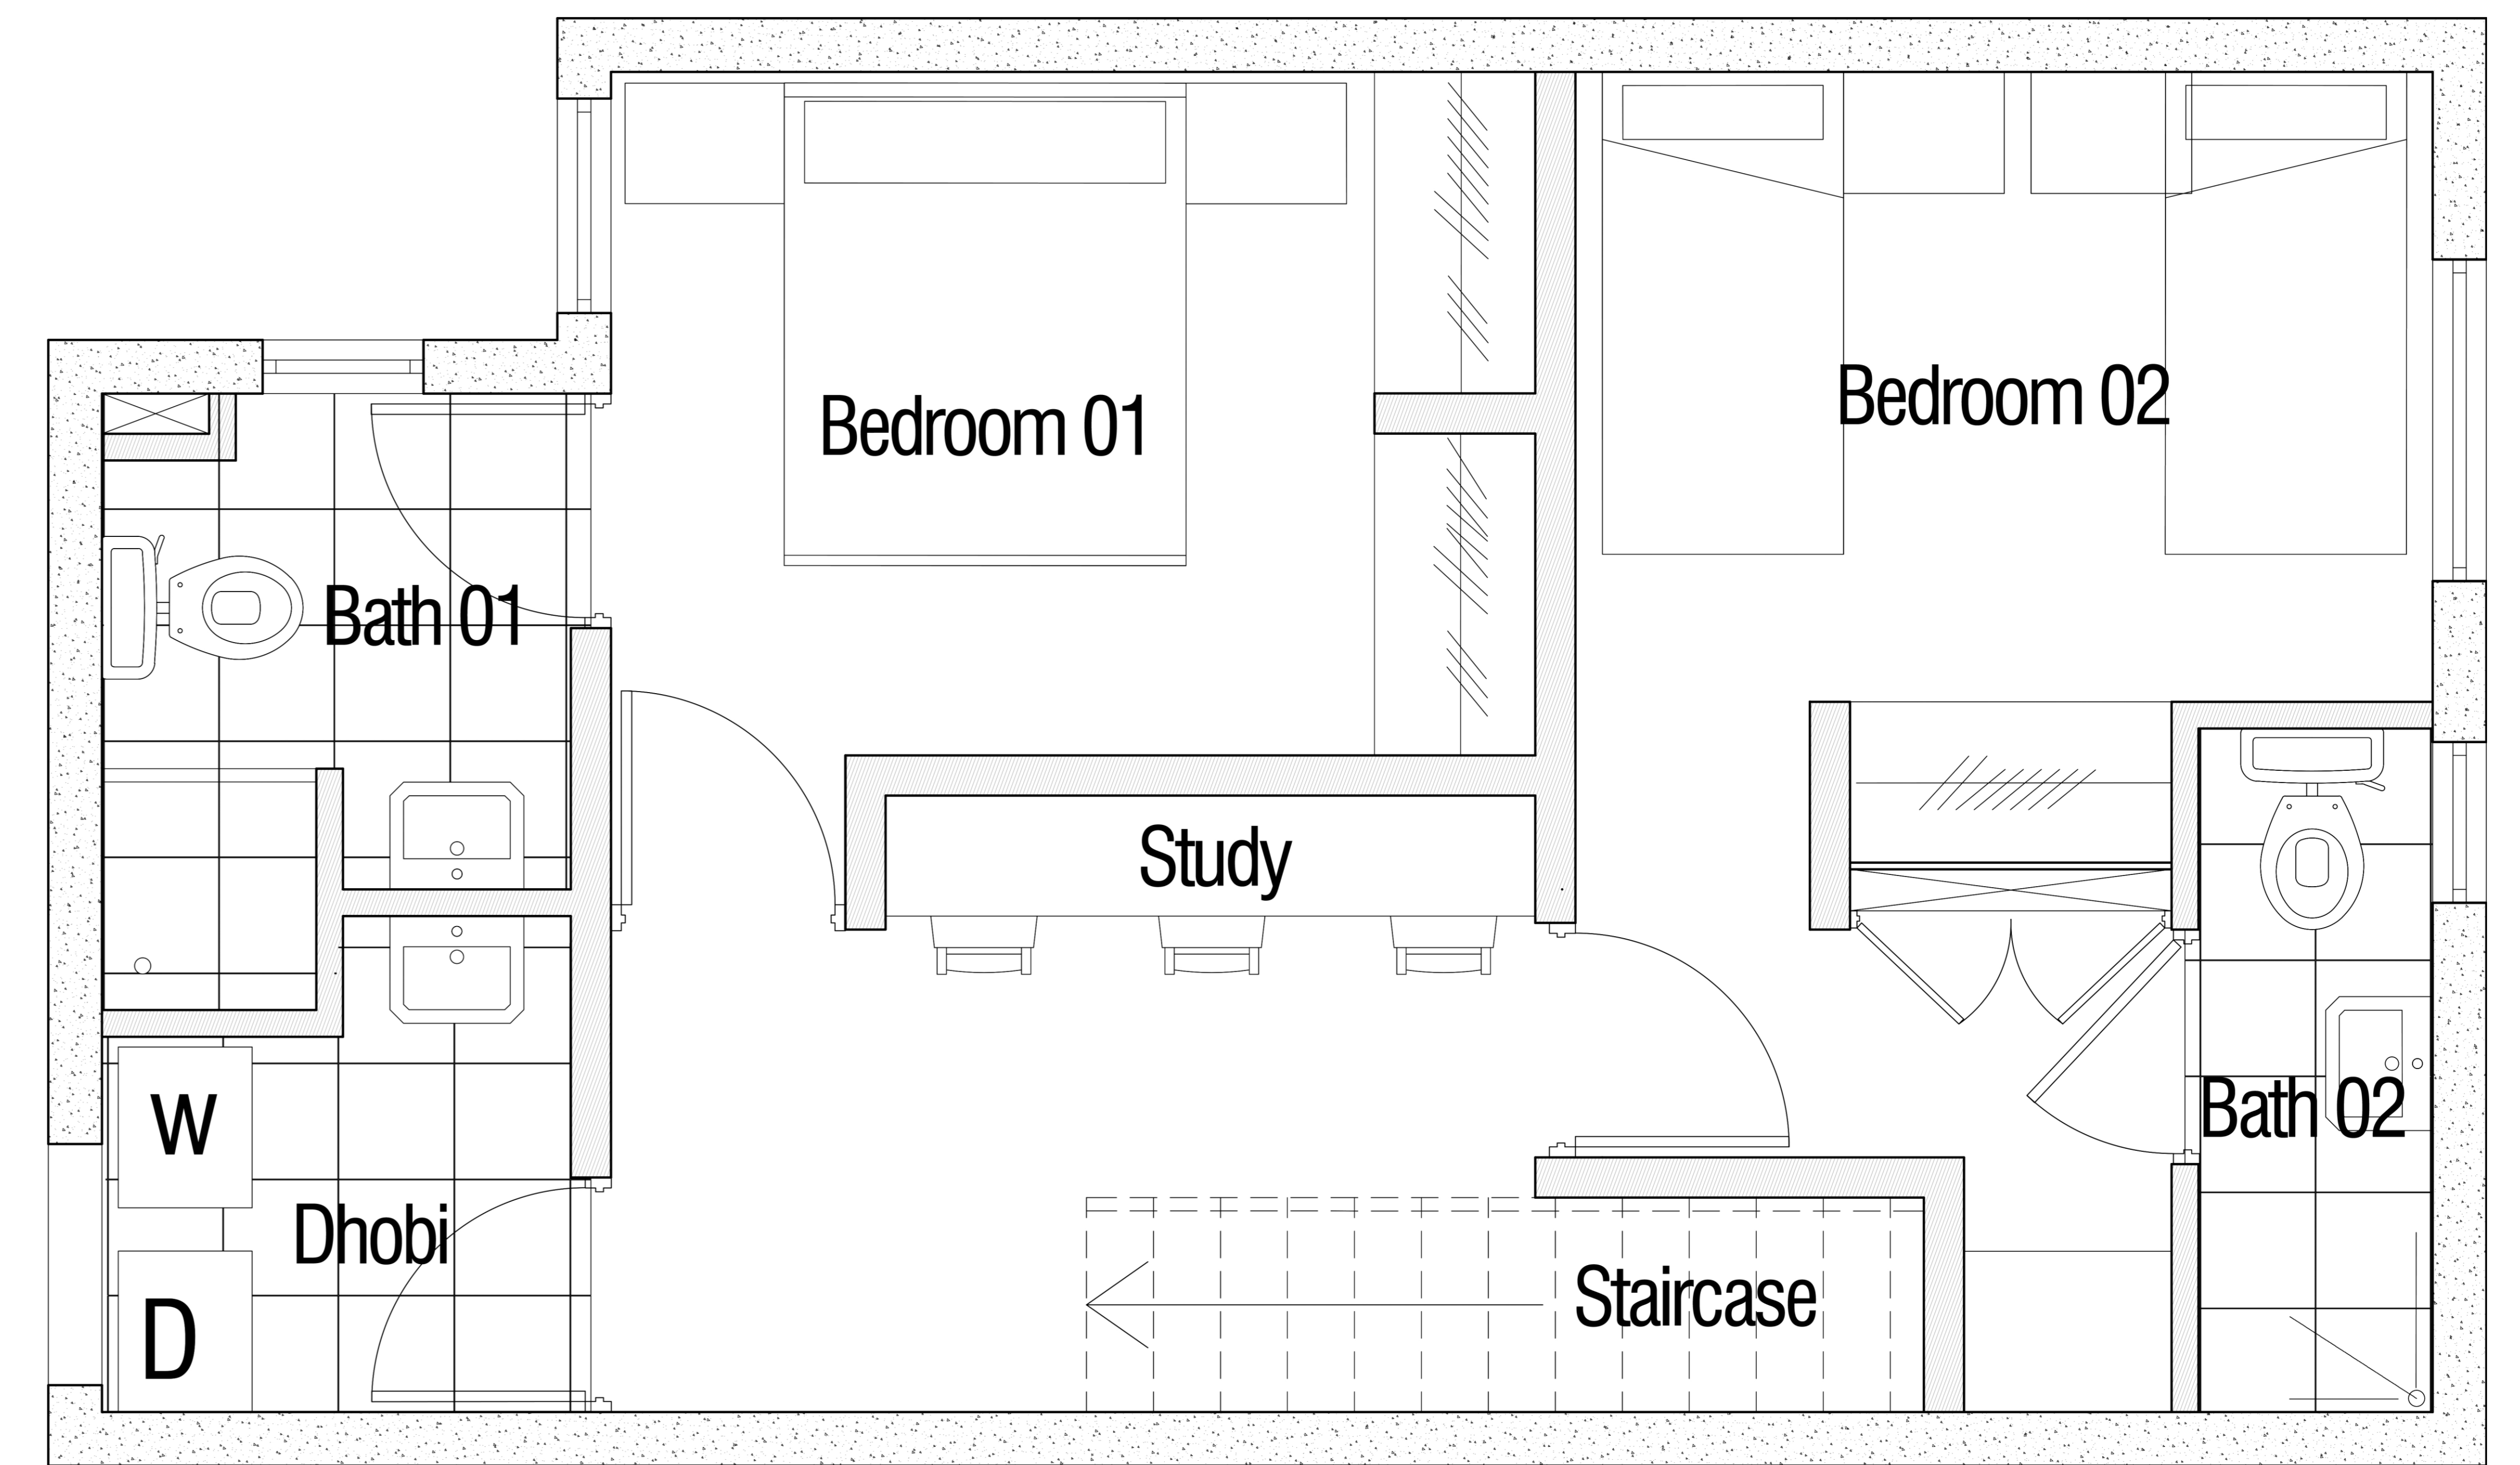 Bedroom 01
Bedroom 02
Bath 01
Study
W
Bath 02
Dhobi
Staircase
D